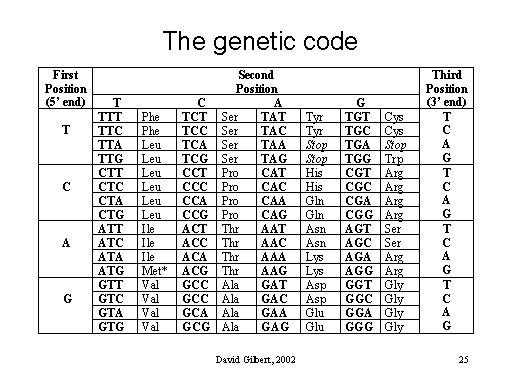 The genetic code
First Second Third
Position Position Position
(5' end) T C A G (3' end)
TTT Phe TCT Ser TAT Tyr TGT Cys T
T TTC Phe TCC Ser TAC Tyr TGC Cys C
TTA Leu TCA Ser TAA Stop TGA Stop A
TTG Leu TCG Ser TAG Stop TGG Trp G
CTT Leu CCT Pro CAT His CGT Arg T
C CTC Leu CCC Pro CAC His CGC Arg C
CTA Leu CCA Pro CAA Gln CGA Arg A
CTG Leu CCG Pro CAG Gln CGG Arg G
ATT Ile ACT Thr AAT Asn AGT Ser T
A ATC Ile ACC Thr AAC Asn AGC Ser C
ATA Ile ACA Thr AAA Lys AGA Arg A
ATG Met* ACG Thr AAG Lys AGG Arg G
GTT Val GCC Ala GAT Asp GGT Gly T
G GTC Val GCC Ala GAC Asp GGC Gly C
GTA Val GCA Ala GAA Glu GGA Gly A
GTG Val GCG Ala GAG Glu GGG Gly G
David Gilbert, 2002 25